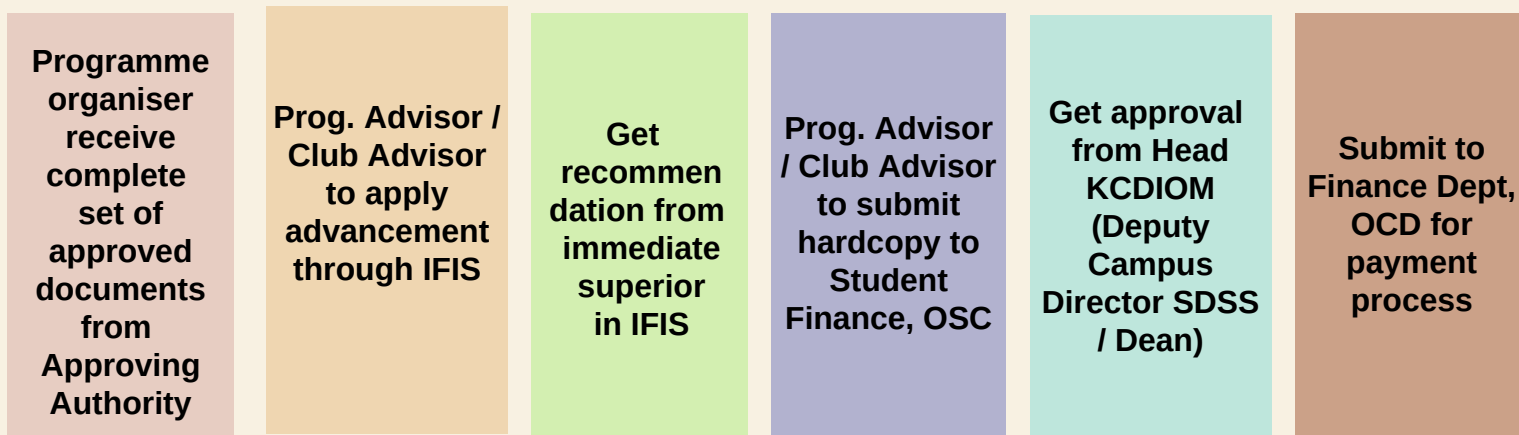 Programme
organiser
receive
complete
set of
approved
documents
from
Approving
Authority
Prog. Advisor /
Club Advisor
to apply
advancement
through IFIS
Get
recommen
dation from
immediate
superior
in IFIS
Prog. Advisor
/ Club Advisor
to submit
hardcopy to
Student
Finance, OSC
Get approval
from Head
KCDIOM
(Deputy
Campus
Director SDSS
/ Dean)
Submit to
Finance Dept,
OCD for
payment
process